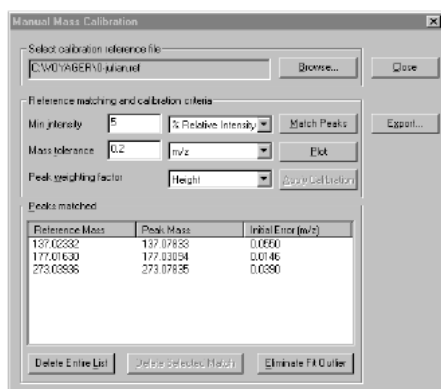 Manual Mass Calibration
Select calibration reference file
C:\VOYAGER\0-julian.ref
Browse...
Close
Reference matching and calibration criteria
Min intensity 5 % Relative Intensity Match Peaks Export...
Mass tolerance 0.2 m/z Plot
Peak weighting factor Height Apply Calibration
Peaks matched
Reference Mass Peak Mass Initial Error (m/z)
137.02332 137.07833 0.0550
177.01630 177.03094 0.0146
273.03936 273.07835 0.0390
Delete Entire List Delete Selected Match Eliminate Fit Outlier